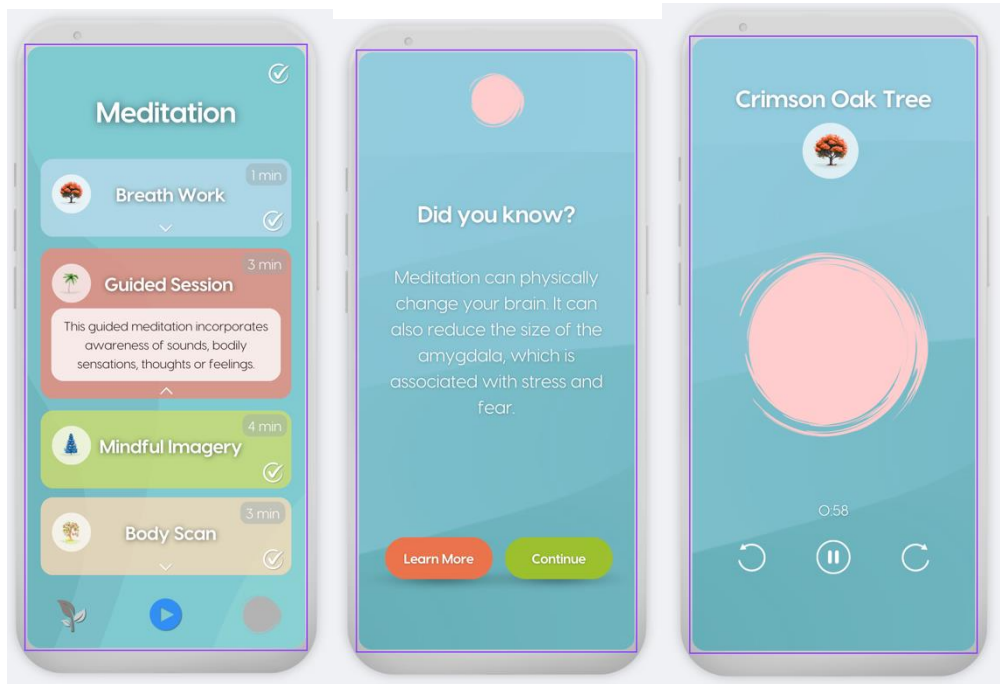 Meditation
1 min
Breath Work
3 min
Guided Session
This guided meditation incorporates
awareness of sounds, bodily
sensations, thoughts or feelings.
4 min
Mindful Imagery
3 min
Body Scan
Did you know?
Meditation can physically
change your brain. It can
also reduce the size of the
amygdala, which is
associated with stress and
fear.
Learn More
Continue
Crimson Oak Tree
0:58